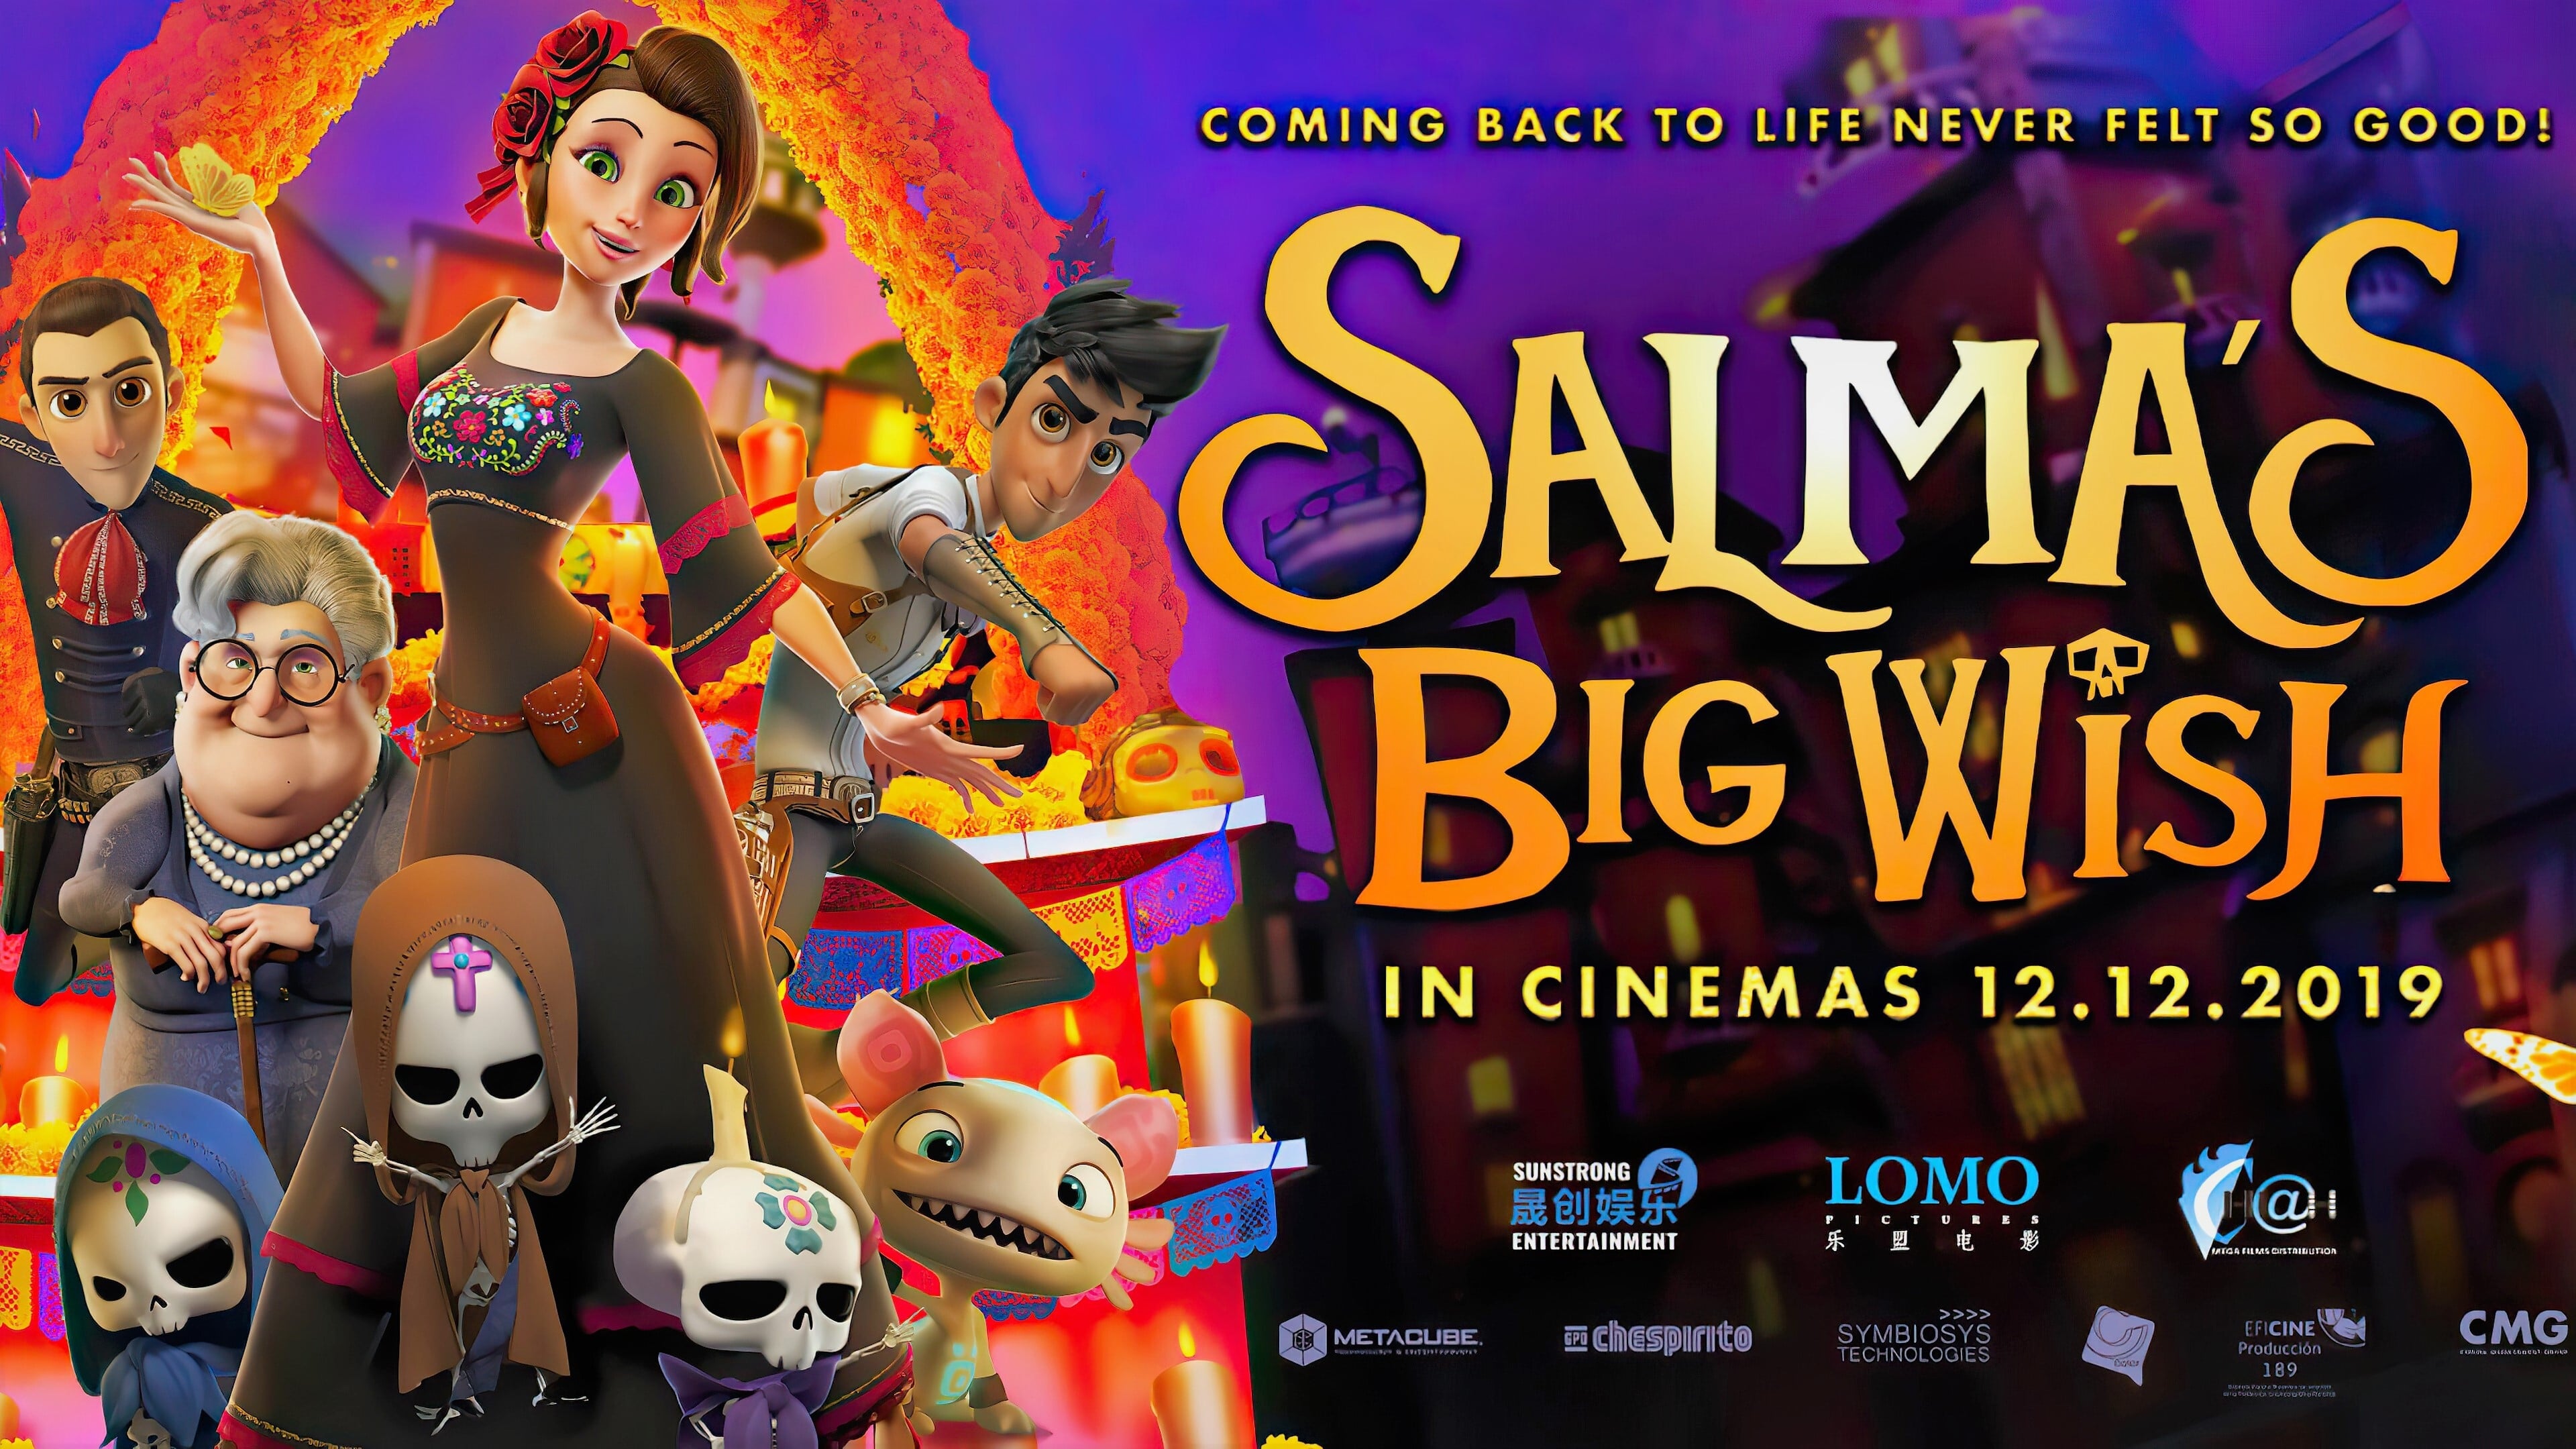 COMING BACK TO LIFE NEVER FELT SO GOOD!
SALMA'S
BIG WISH
IN CINEMAS 12.12.2019
SUNSTRONG
晟创娱乐
ENTERTAINMENT
LOMO
PICTURES
乐盟电影
C@H
MEGA FILMS DISTRIBUTION
METACUBE
GPO chespirito
SYMBIOSYS
TECHNOLOGIES
EFICINE
Producción
189
CMG